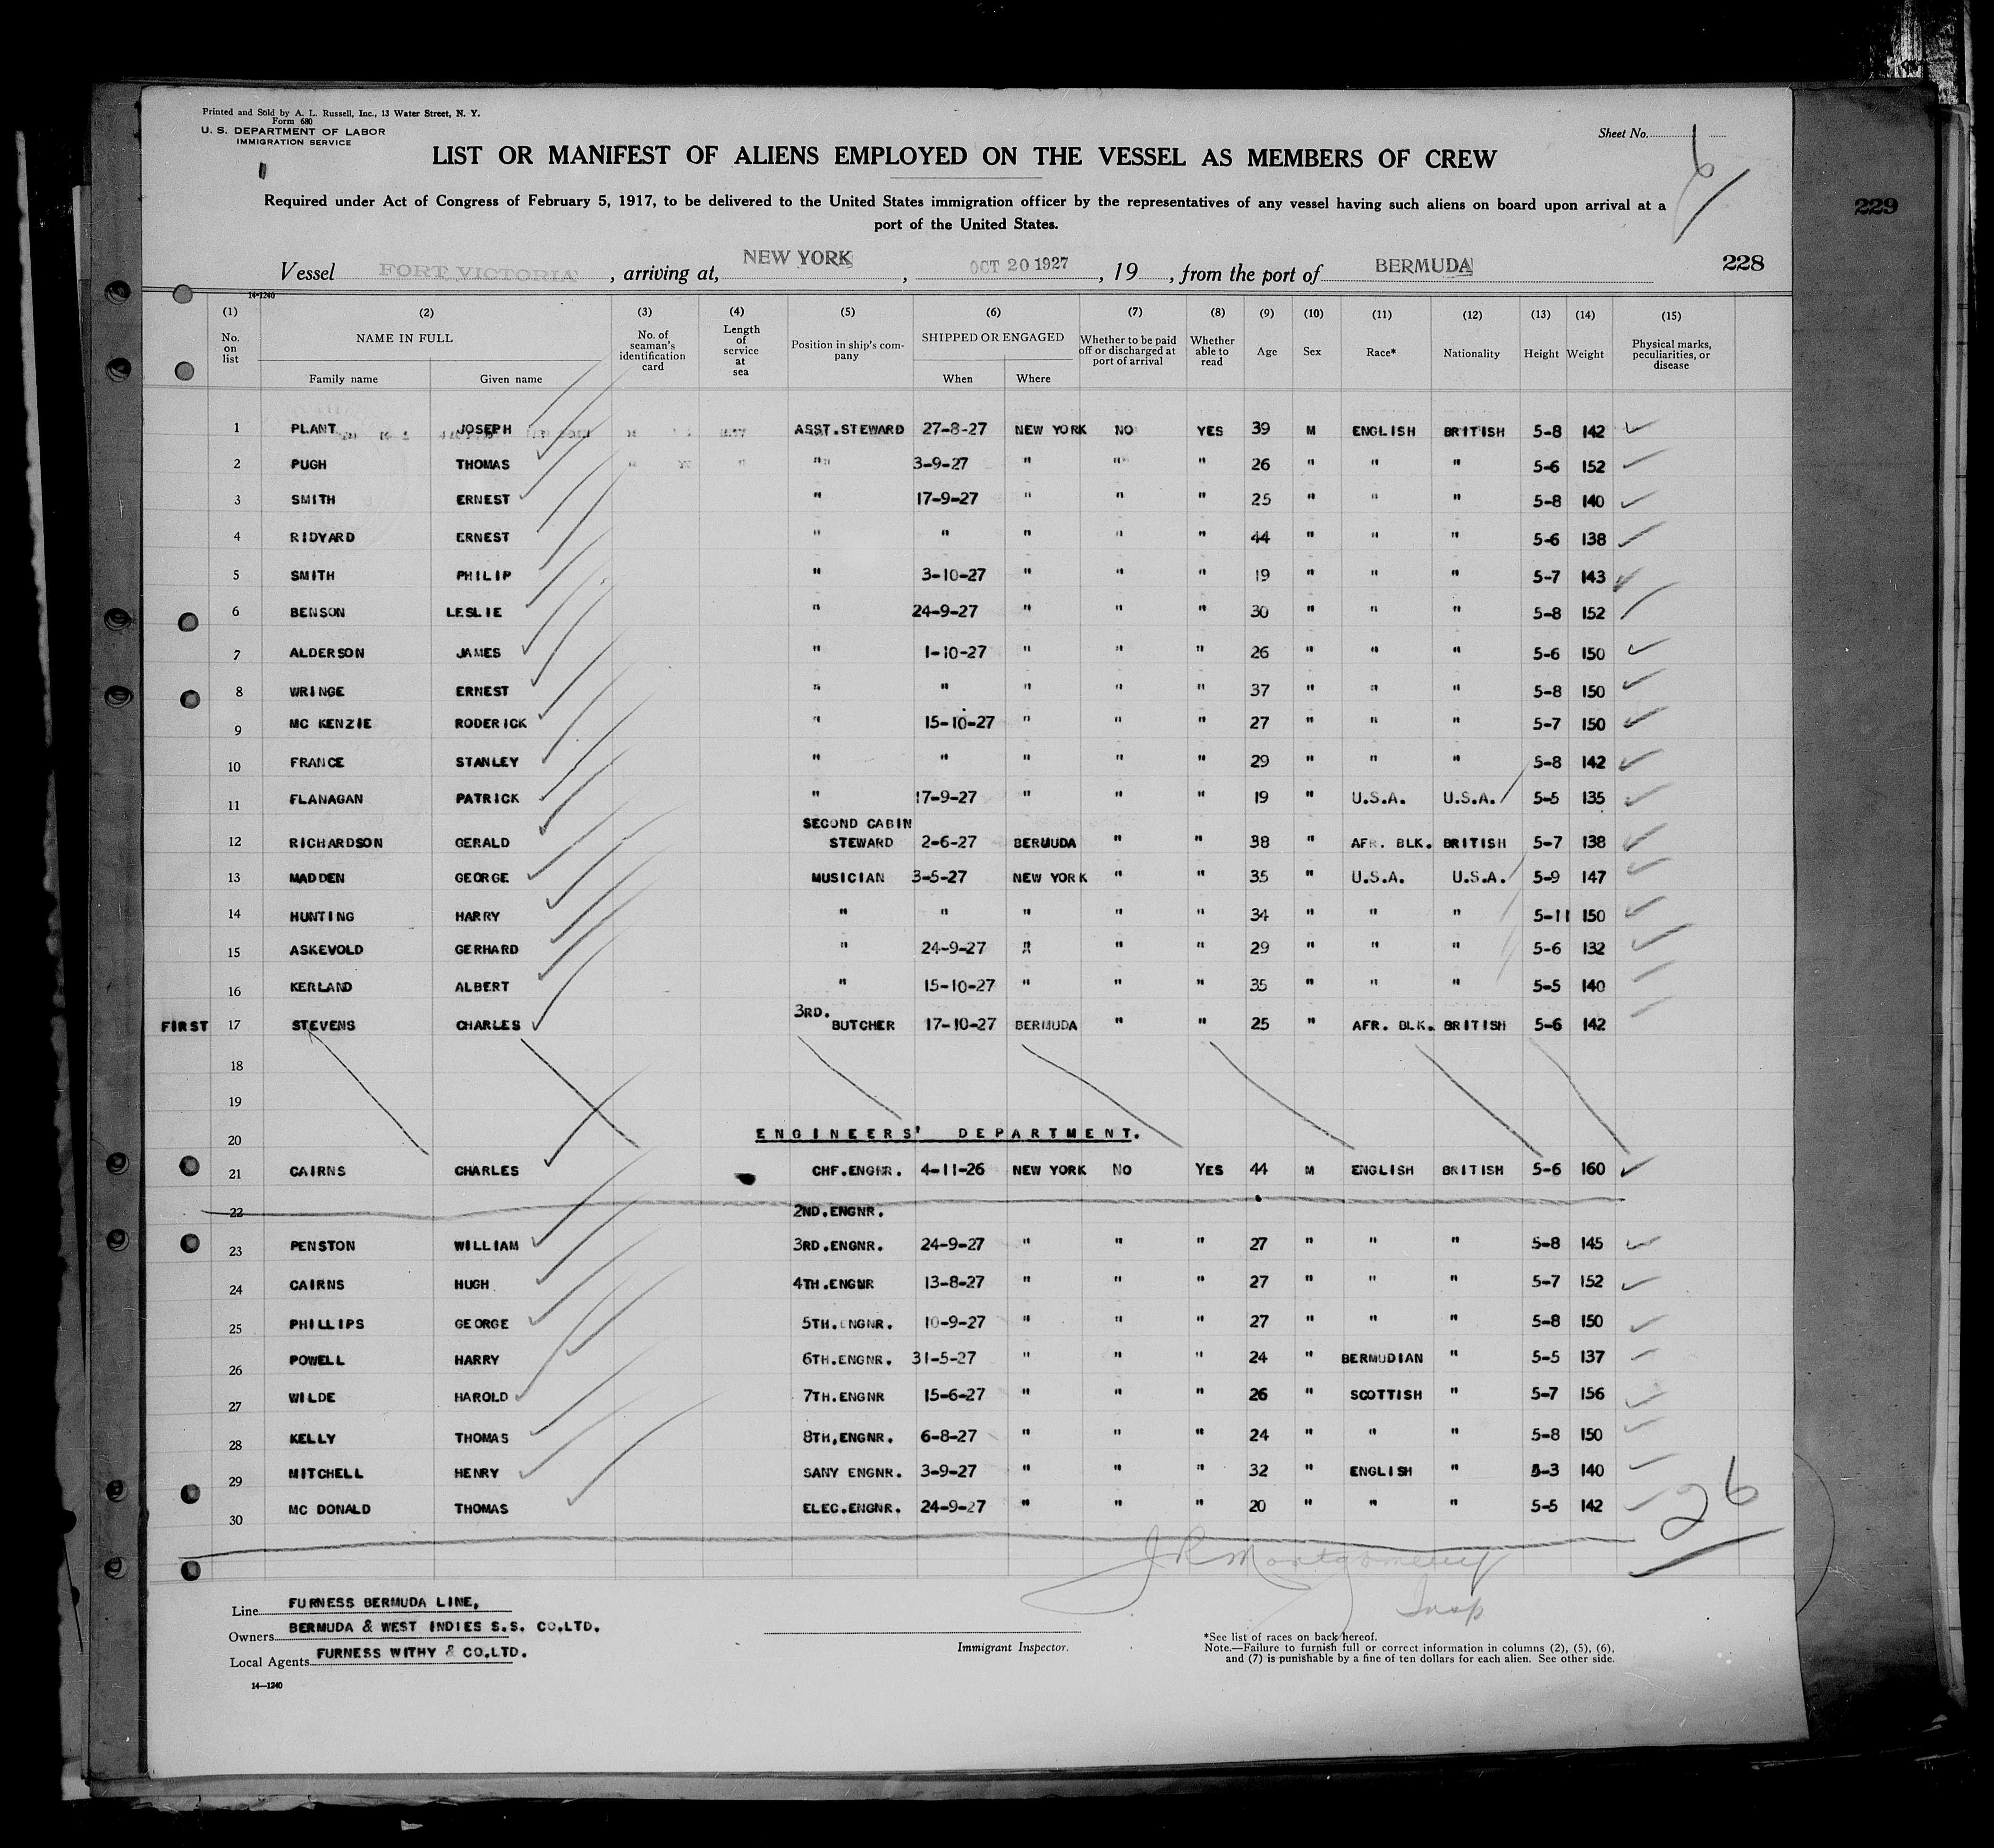 Printed and Sold by A. L. Russell, Inc., 13 Water Street, N. Y.
Form 680
U. S. DEPARTMENT OF LABOR
IMMIGRATION SERVICE
Sheet No.
LIST OR MANIFEST OF ALIENS EMPLOYED ON THE VESSEL AS MEMBERS OF CREW
Required under Act of Congress of February 5, 1917, to be delivered to the United States immigration officer by the representatives of any vessel having such aliens on board upon arrival at a
port of the United States.
229
Vessel FORT VICTORIA, arriving at, NEW YORK, OCT 20 1927, 19, from the port of BERMUDA 228
14-1240
(1) (2) (3) (4) (5) (6) (7) (8) (9) (10) (11) (12) (13) (14) (15)
No. on list NAME IN FULL Family name Given name No. of seaman's identification card Length of service at sea Position in ship's company SHIPPED OR ENGAGED When Where Whether to be paid off or discharged at port of arrival Whether able to read Age Sex Race* Nationality Height Weight Physical marks, peculiarities, or disease
1 PLANT JOSEPH ASST.STEWARD 27-8-27 NEW YORK NO YES 39 M ENGLISH BRITISH 5-8 142
2 PUGH THOMAS " 3-9-27 " " " 26 " " " 5-6 152
3 SMITH ERNEST " 17-9-27 " " " 25 " " " 5-8 140
4 RIDYARD ERNEST " " " " " 44 " " " 5-6 138
5 SMITH PHILIP " 3-10-27 " " " 19 " " " 5-7 143
6 BENSON LESLIE " 24-9-27 " " " 30 " " " 5-8 152
7 ALDERSON JAMES " 1-10-27 " " " 26 " " " 5-6 150
8 WRINGE ERNEST " " " " " 37 " " " 5-8 150
9 MC KENZIE RODERICK " 15-10-27 " " " 27 " " " 5-7 150
10 FRANCE STANLEY " " " " " 29 " " " 5-8 142
11 FLANAGAN PATRICK " 17-9-27 " " " 19 " U.S.A. U.S.A. 5-5 135
12 RICHARDSON GERALD SECOND CABIN STEWARD 2-6-27 BERMUDA " " 38 " AFR. BLK. BRITISH 5-7 138
13 MADDEN GEORGE MUSICIAN 3-5-27 NEW YORK " " 35 " U.S.A. U.S.A. 5-9 147
14 HUNTING HARRY " " " " " 34 " " " 5-11 150
15 ASKEVOLD GERHARD " 24-9-27 " " " 29 " " " 5-6 132
16 KERLAND ALBERT " 15-10-27 " " " 35 " " " 5-5 140
FIRST 17 STEVENS CHARLES 3RD. BUTCHER 17-10-27 BERMUDA " " 25 " AFR. BLK. BRITISH 5-6 142
18
19
20 ENGINEERS' DEPARTMENT.
21 CAIRNS CHARLES CHF.ENGNR. 4-11-26 NEW YORK NO YES 44 M ENGLISH BRITISH 5-6 160
22 2ND.ENGNR.
23 PENSTON WILLIAM 3RD.ENGNR. 24-9-27 " " " 27 " " " 5-8 145
24 CAIRNS HUGH 4TH.ENGNR 13-8-27 " " " 27 " " " 5-7 152
25 PHILLIPS GEORGE 5TH.ENGNR. 10-9-27 " " " 27 " " " 5-8 150
26 POWELL HARRY 6TH.ENGNR. 31-5-27 " " " 24 " BERMUDIAN " 5-5 137
27 WILDE HAROLD 7TH.ENGNR 15-6-27 " " " 26 " SCOTTISH " 5-7 156
28 KELLY THOMAS 8TH,ENGNR. 6-8-27 " " " 24 " " " 5-8 150
29 MITCHELL HENRY SANY ENGNR. 3-9-27 " " " 32 " ENGLISH " 5-3 140
30 MC DONALD THOMAS ELEC.ENGNR. 24-9-27 " " " 20 " " " 5-5 142
26
J R Montgomery
Insp
Line FURNESS BERMUDA LINE,
Owners BERMUDA & WEST INDIES S.S. CO.LTD.
Local Agents FURNESS WITHY & CO.LTD.
14—1240
Immigrant Inspector.
*See list of races on back hereof.
Note.—Failure to furnish full or correct information in columns (2), (5), (6),
and (7) is punishable by a fine of ten dollars for each alien. See other side.